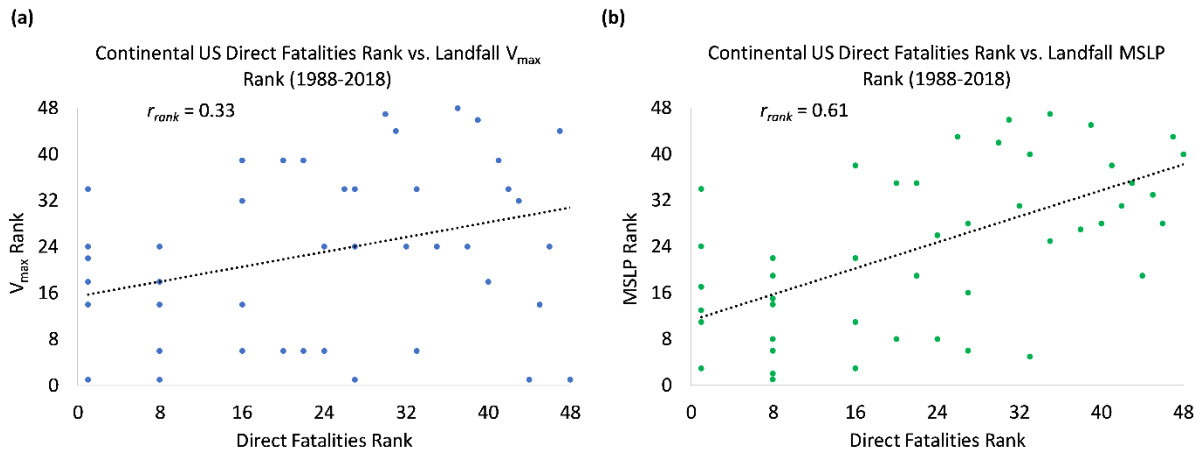 (a)
Continental US Direct Fatalities Rank vs. Landfall Vmax
Rank (1988-2018)
rrank = 0.33
48
40
32
24
16
8
0
Vmax Rank
0 8 16 24 32 40 48
Direct Fatalities Rank
(b)
Continental US Direct Fatalities Rank vs. Landfall MSLP
Rank (1988-2018)
rrank = 0.61
48
40
32
24
16
8
0
MSLP Rank
0 8 16 24 32 40 48
Direct Fatalities Rank